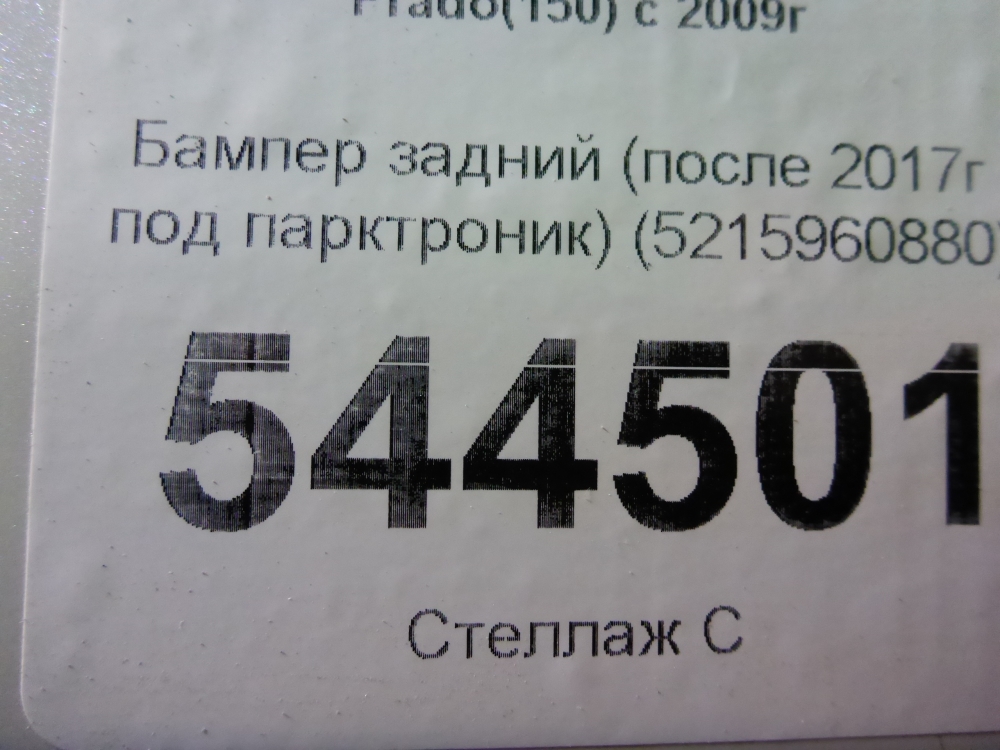 Prado(150) с 2009г
Бампер задний (после 2017г
под парктроник) (5215960880)
544501
Стеллаж С